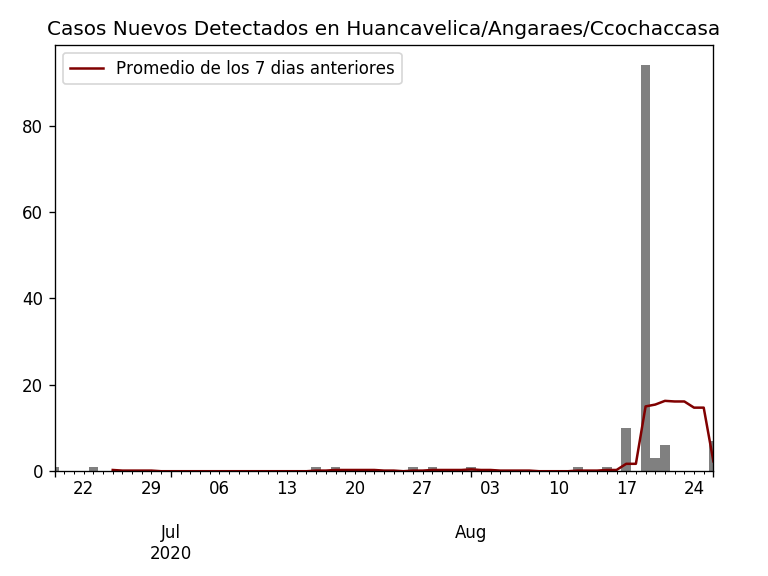 Casos Nuevos Detectados en Huancavelica/Angaraes/Ccochaccasa
Promedio de los 7 dias anteriores
80
60
40
20
0
22 29 06 13 20 27 03 10 17 24
Jul Aug
2020